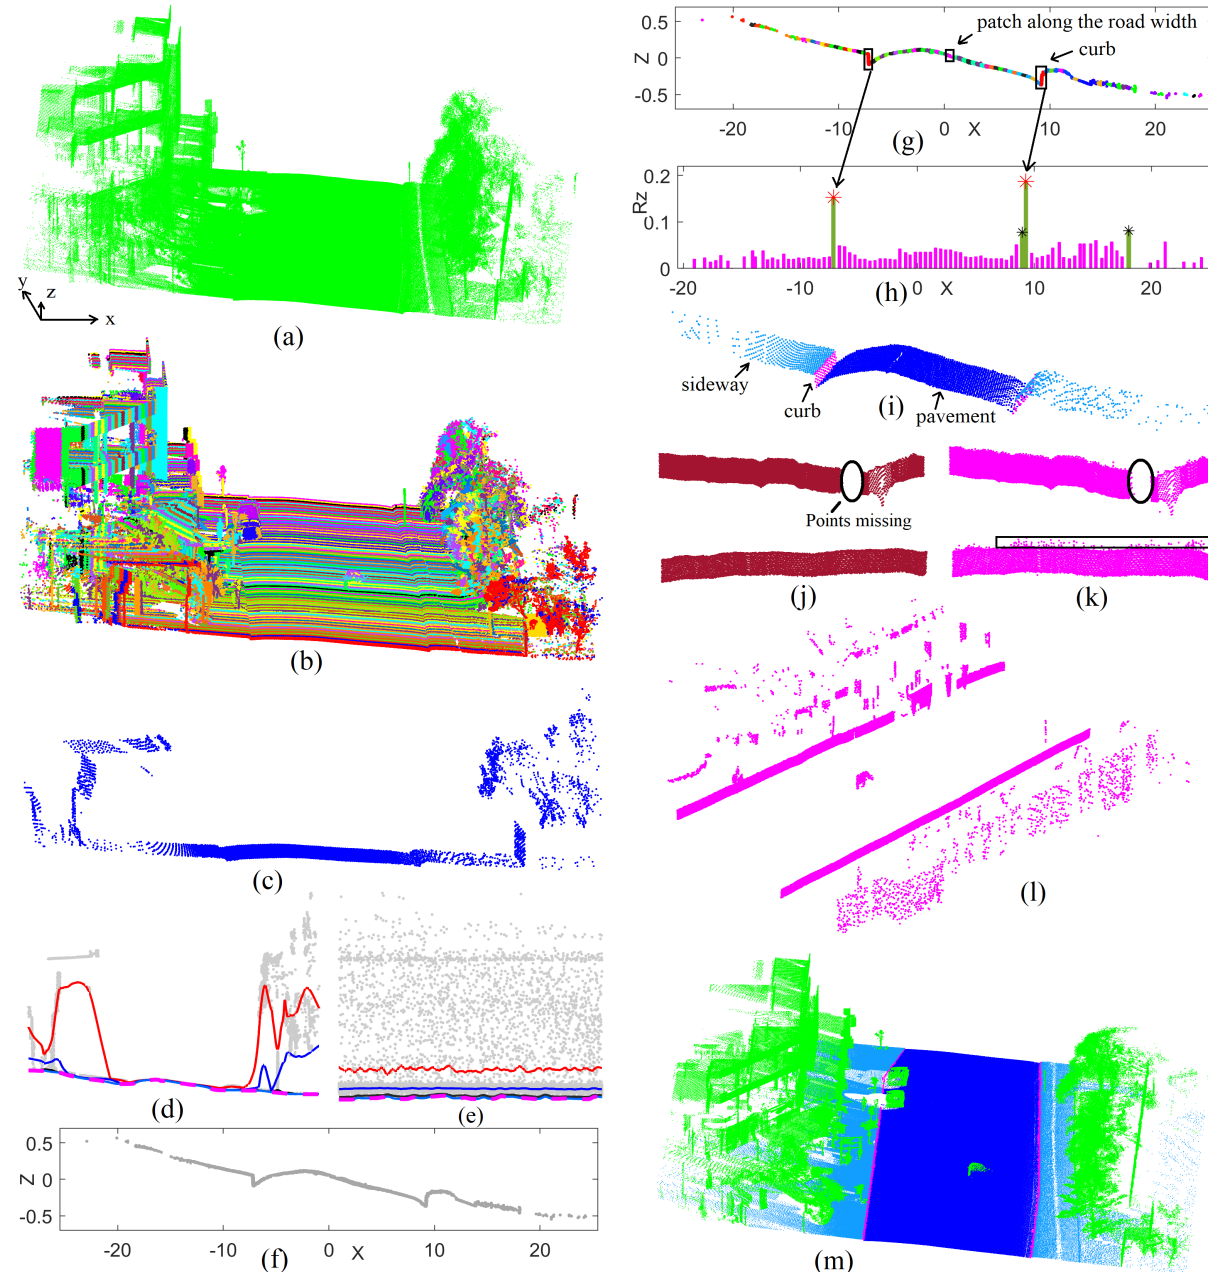 y
z
x
(a)
(b)
(c)
(d)
(e)
0.5
0
-0.5
Z
-20
-10
0
X
10
20
(f)
0.5
0
-0.5
Z
patch along the road width
curb
-20
-10
0
X
10
20
(g)
0.2
0.1
0
Rz
-20
-10
0
X
10
20
(h)
sideway
curb
pavement
(i)
Points missing
(j)
(k)
(l)
(m)